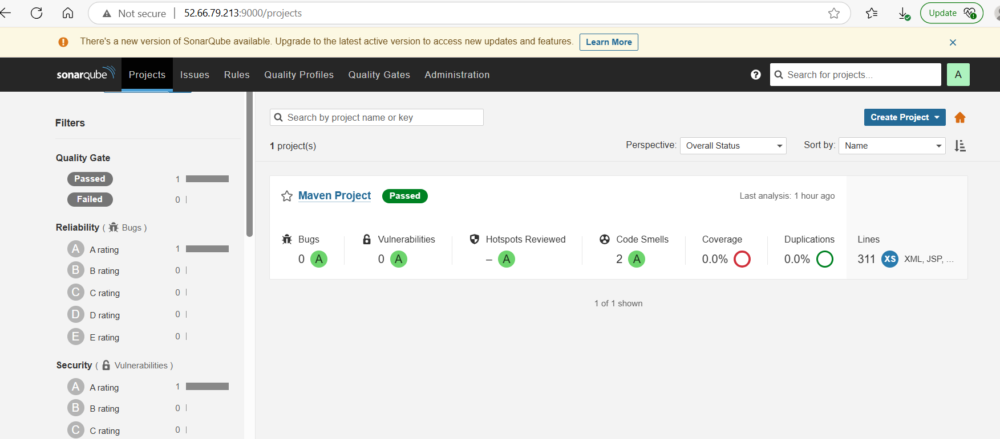 Not secure | 52.66.79.213:9000/projects
Update
There's a new version of SonarQube available. Upgrade to the latest active version to access new updates and features. Learn More
sonarqube Projects Issues Rules Quality Profiles Quality Gates Administration ? Search for projects... A
Filters
Quality Gate
Passed 1
Failed 0
Reliability ( Bugs )
A A rating 1
B B rating 0
C C rating 0
D D rating 0
E E rating 0
Security ( Vulnerabilities )
A A rating 1
B B rating 0
C C rating 0
Search by project name or key
Create Project
1 project(s)
Perspective: Overall Status Sort by: Name
Maven Project Passed Last analysis: 1 hour ago
Bugs Vulnerabilities Hotspots Reviewed Code Smells Coverage Duplications Lines
0 A 0 A – A 2 A 0.0% 0.0% 311 XS XML, JSP, ...
1 of 1 shown